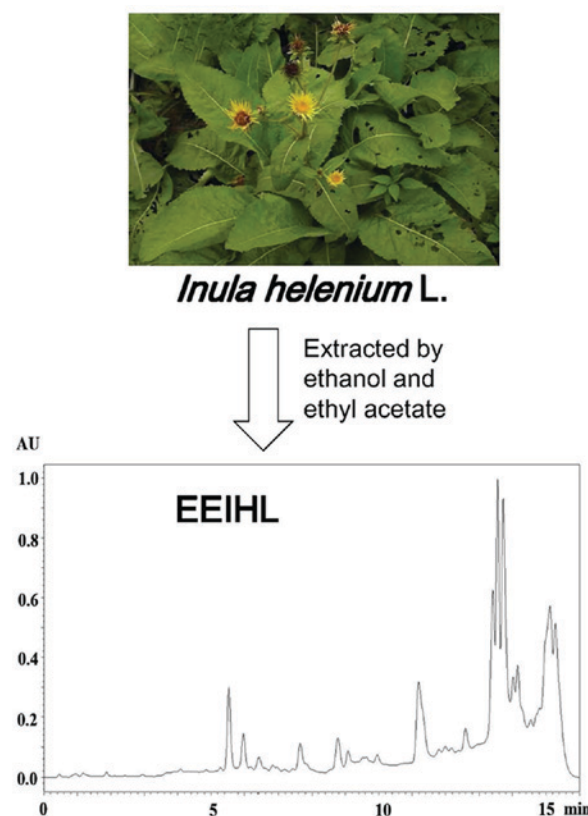 Inula helenium L.
Extracted by
ethanol and
ethyl acetate
AU
EEIHL
1.0
0.8
0.6
0.4
0.2
0.0
0 5 10 15 min